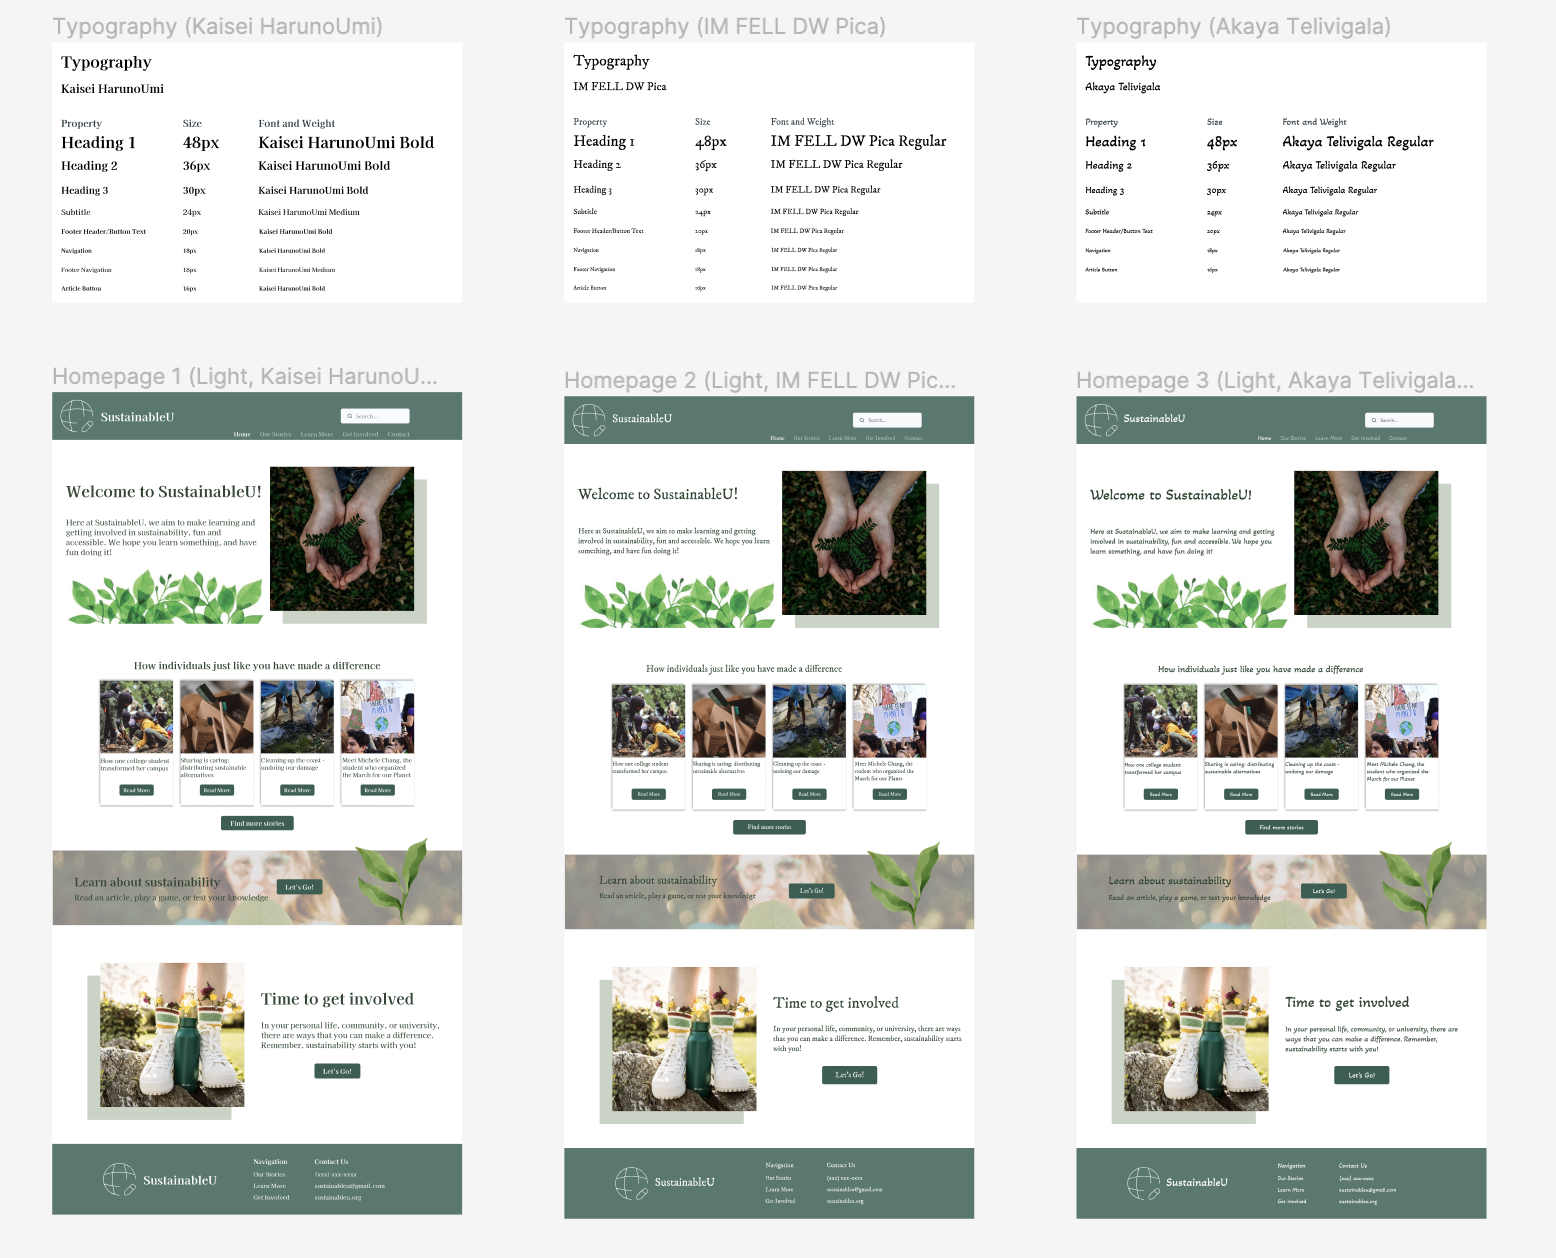 Typography (Kaisei HarunoUmi)
Typography
Kaisei HarunoUmi
Property Size Font and Weight
Heading 1 48px Kaisei HarunoUmi Bold
Heading 2 36px Kaisei HarunoUmi Bold
Heading 3 30px Kaisei HarunoUmi Bold
Subtitle 24px Kaisei HarunoUmi Medium
Footer Header/Button Text 20px Kaisei HarunoUmi Bold
Navigation 18px Kaisei HarunoUmi Bold
Footer Navigation 18px Kaisei HarunoUmi Medium
Article Button 16px Kaisei HarunoUmi Bold
Typography (IM FELL DW Pica)
Typography
IM FELL DW Pica
Property Size Font and Weight
Heading 1 48px IM FELL DW Pica Regular
Heading 2 36px IM FELL DW Pica Regular
Heading 3 30px IM FELL DW Pica Regular
Subtitle 24px IM FELL DW Pica Regular
Footer Header/Button Text 20px IM FELL DW Pica Regular
Navigation 18px IM FELL DW Pica Regular
Footer Navigation 18px IM FELL DW Pica Regular
Article Button 16px IM FELL DW Pica Regular
Typography (Akaya Telivigala)
Typography
Akaya Telivigala
Property Size Font and Weight
Heading 1 48px Akaya Telivigala Regular
Heading 2 36px Akaya Telivigala Regular
Heading 3 30px Akaya Telivigala Regular
Subtitle 24px Akaya Telivigala Regular
Footer Header/Button Text 20px Akaya Telivigala Regular
Navigation 18px Akaya Telivigala Regular
Article Button 16px Akaya Telivigala Regular
Homepage 1 (Light, Kaisei HarunoU...
SustainableU
Search...
Home Our Stories Learn More Get Involved Contact
Welcome to SustainableU!
Here at SustainableU, we aim to make learning and
getting involved in sustainability, fun and
accessible. We hope you learn something, and have
fun doing it!
How individuals just like you have made a difference
How one college student
transformed her campus
Read More
Sharing is caring:
distributing sustainable
alternatives
Read More
Cleaning up the coast -
undoing our damage
Read More
THERE IS NO
PLANET B
Meet Michele Chang, the
student who organized
the March for our Planet
Read More
Find more stories
Learn about sustainability
Read an article, play a game, or test your knowledge
Let's Go!
Time to get involved
In your personal life, community, or university,
there are ways that you can make a difference.
Remember, sustainability starts with you!
Let's Go!
SustainableU
Navigation
Our Stories
Learn More
Get Involved
Contact Us
(xxx) xxx-xxxx
sustainableu@gmail.com
sustainableu.org
Homepage 2 (Light, IM FELL DW Pic...
SustainableU
Search...
Home Our Stories Learn More Get Involved Contact
Welcome to SustainableU!
Here at SustainableU, we aim to make learning and getting
involved in sustainability, fun and accessible. We hope you learn
something, and have fun doing it!
How individuals just like you have made a difference
How one college student
transformed her campus
Read More
Sharing is caring: distributing
sustainable alternatives
Read More
Cleaning up the coast -
undoing our damage
Read More
THERE IS NO
PLANET B
Meet Michele Chang, the
student who organized the
March for our Planet
Read More
Find more stories
Learn about sustainability
Read an article, play a game, or test your knowledge
Let's Go!
Time to get involved
In your personal life, community, or university, there are ways
that you can make a difference. Remember, sustainability starts
with you!
Let's Go!
SustainableU
Navigation
Our Stories
Learn More
Get Involved
Contact Us
(xxx) xxx-xxxx
sustainableu@gmail.com
sustainableu.org
Homepage 3 (Light, Akaya Telivigala...
SustainableU
Search...
Home Our Stories Learn More Get Involved Contact
Welcome to SustainableU!
Here at SustainableU, we aim to make learning and getting
involved in sustainability, fun and accessible. We hope you
learn something, and have fun doing it!
How individuals just like you have made a difference
How one college student
transformed her campus
Read More
Sharing is caring: distributing
sustainable alternatives
Read More
Cleaning up the coast -
undoing our damage
Read More
THERE IS NO
PLANET B
Meet Michele Chang, the
student who organized the
March for our Planet
Read More
Find more stories
Learn about sustainability
Read an article, play a game, or test your knowledge
Let's Go!
Time to get involved
In your personal life, community, or university, there are
ways that you can make a difference. Remember,
sustainability starts with you!
Let's Go!
SustainableU
Navigation
Our Stories
Learn More
Get Involved
Contact Us
(xxx) xxx-xxxx
sustainableu@gmail.com
sustainableu.org